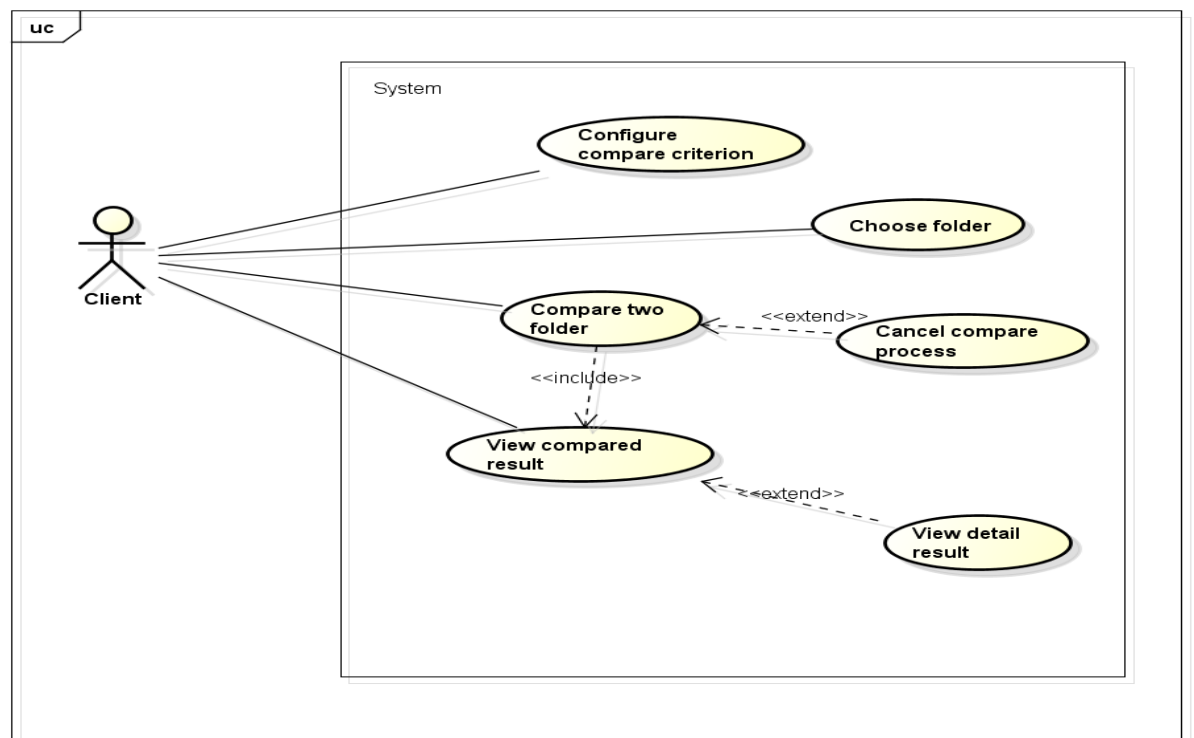 uc
System
Configure
compare criterion
Choose folder
Client
Compare two
folder
<<extend>>
Cancel compare
process
<<include>>
View compared
result
<<extend>>
View detail
result